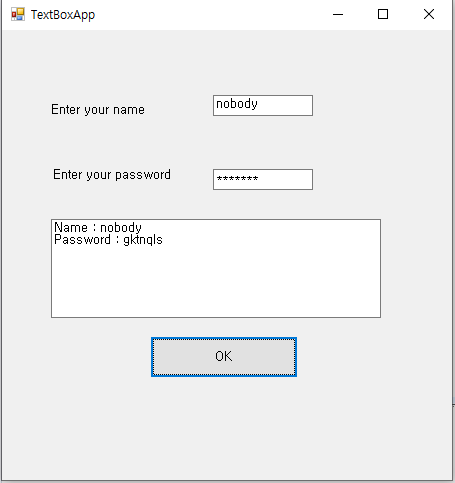 TextBoxApp
Enter your name
nobody
Enter your password
*******
Name : nobody
Password : gktnqls
OK